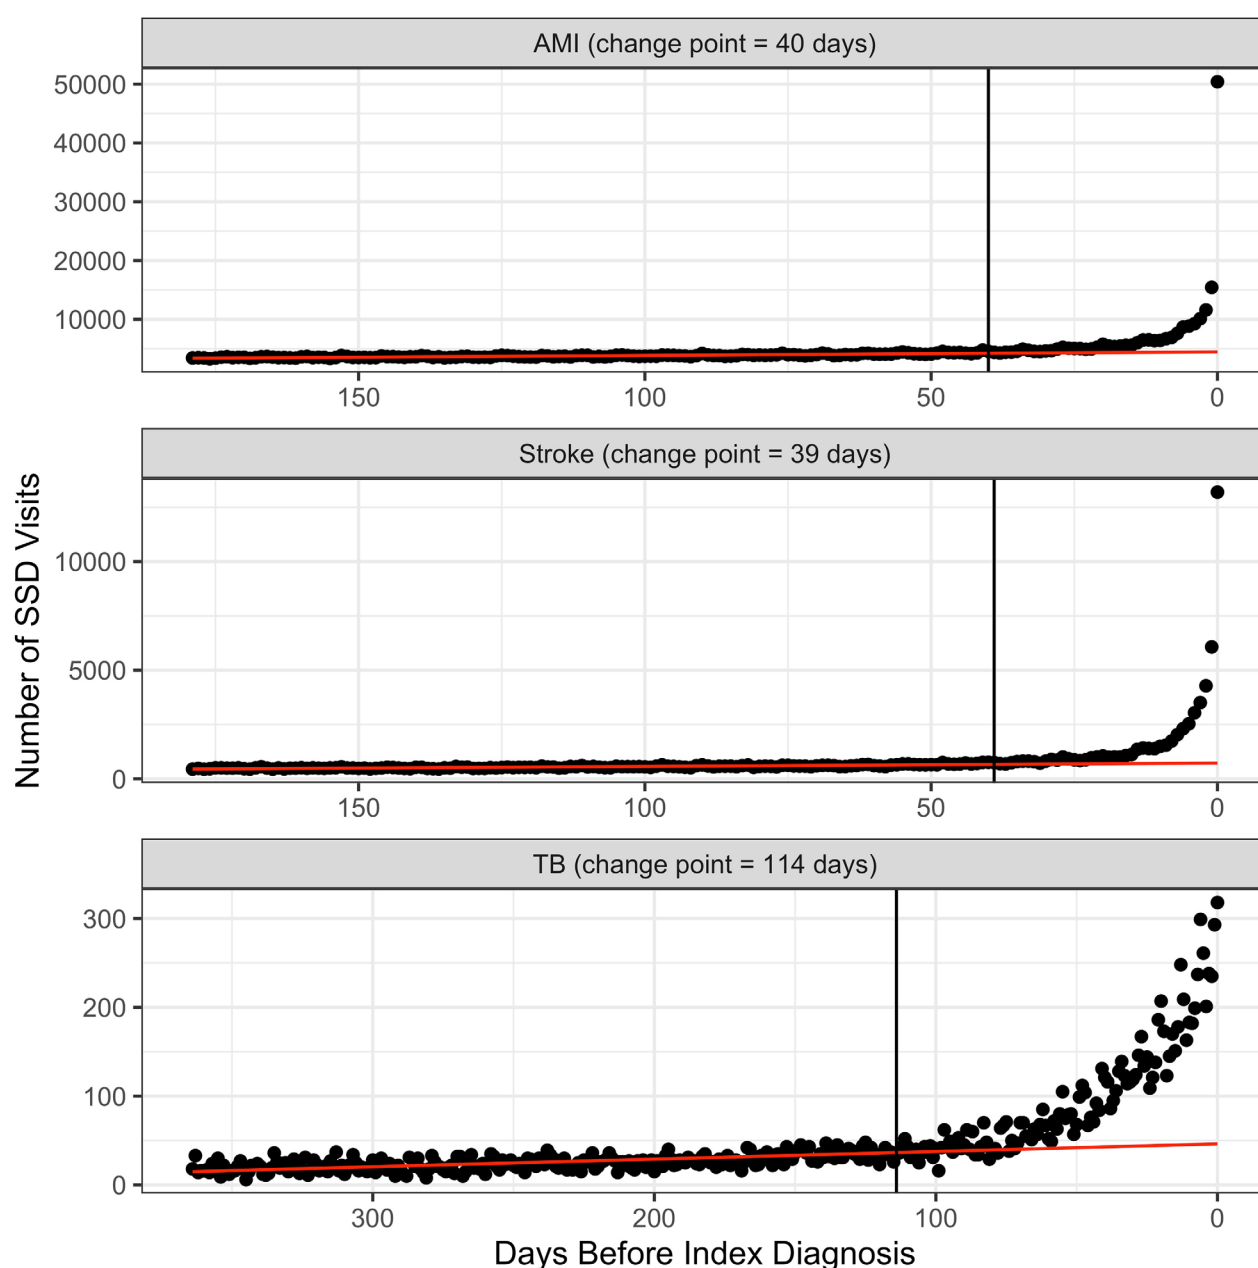 AMI (change point = 40 days)
50000
40000
30000
20000
10000
150 100 50 0
Stroke (change point = 39 days)
Number of SSD Visits
10000
5000
0
150 100 50 0
TB (change point = 114 days)
300
200
100
0
300 200 100 0
Days Before Index Diagnosis